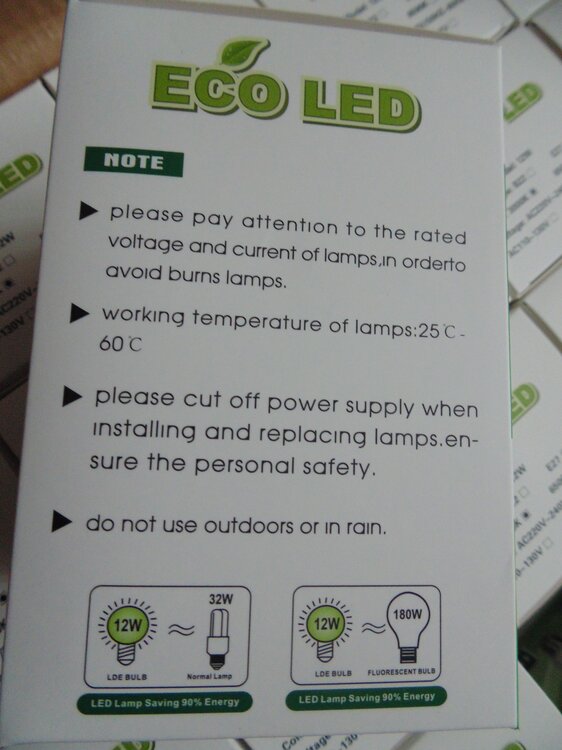 ECO LED
NOTE
please pay attention to the rated
voltage and current of lamps,in orderto
avoid burns lamps.
working temperature of lamps:25℃-
60℃
please cut off power supply when
installing and replacing lamps.en-
sure the personal safety.
do not use outdoors or in rain.
12W
32W
LDE BULB
Normal Lamp
LED Lamp Saving 90% Energy
12W
180W
LDE BULB
FLUORESCENT BULB
LED Lamp Saving 90% Energy